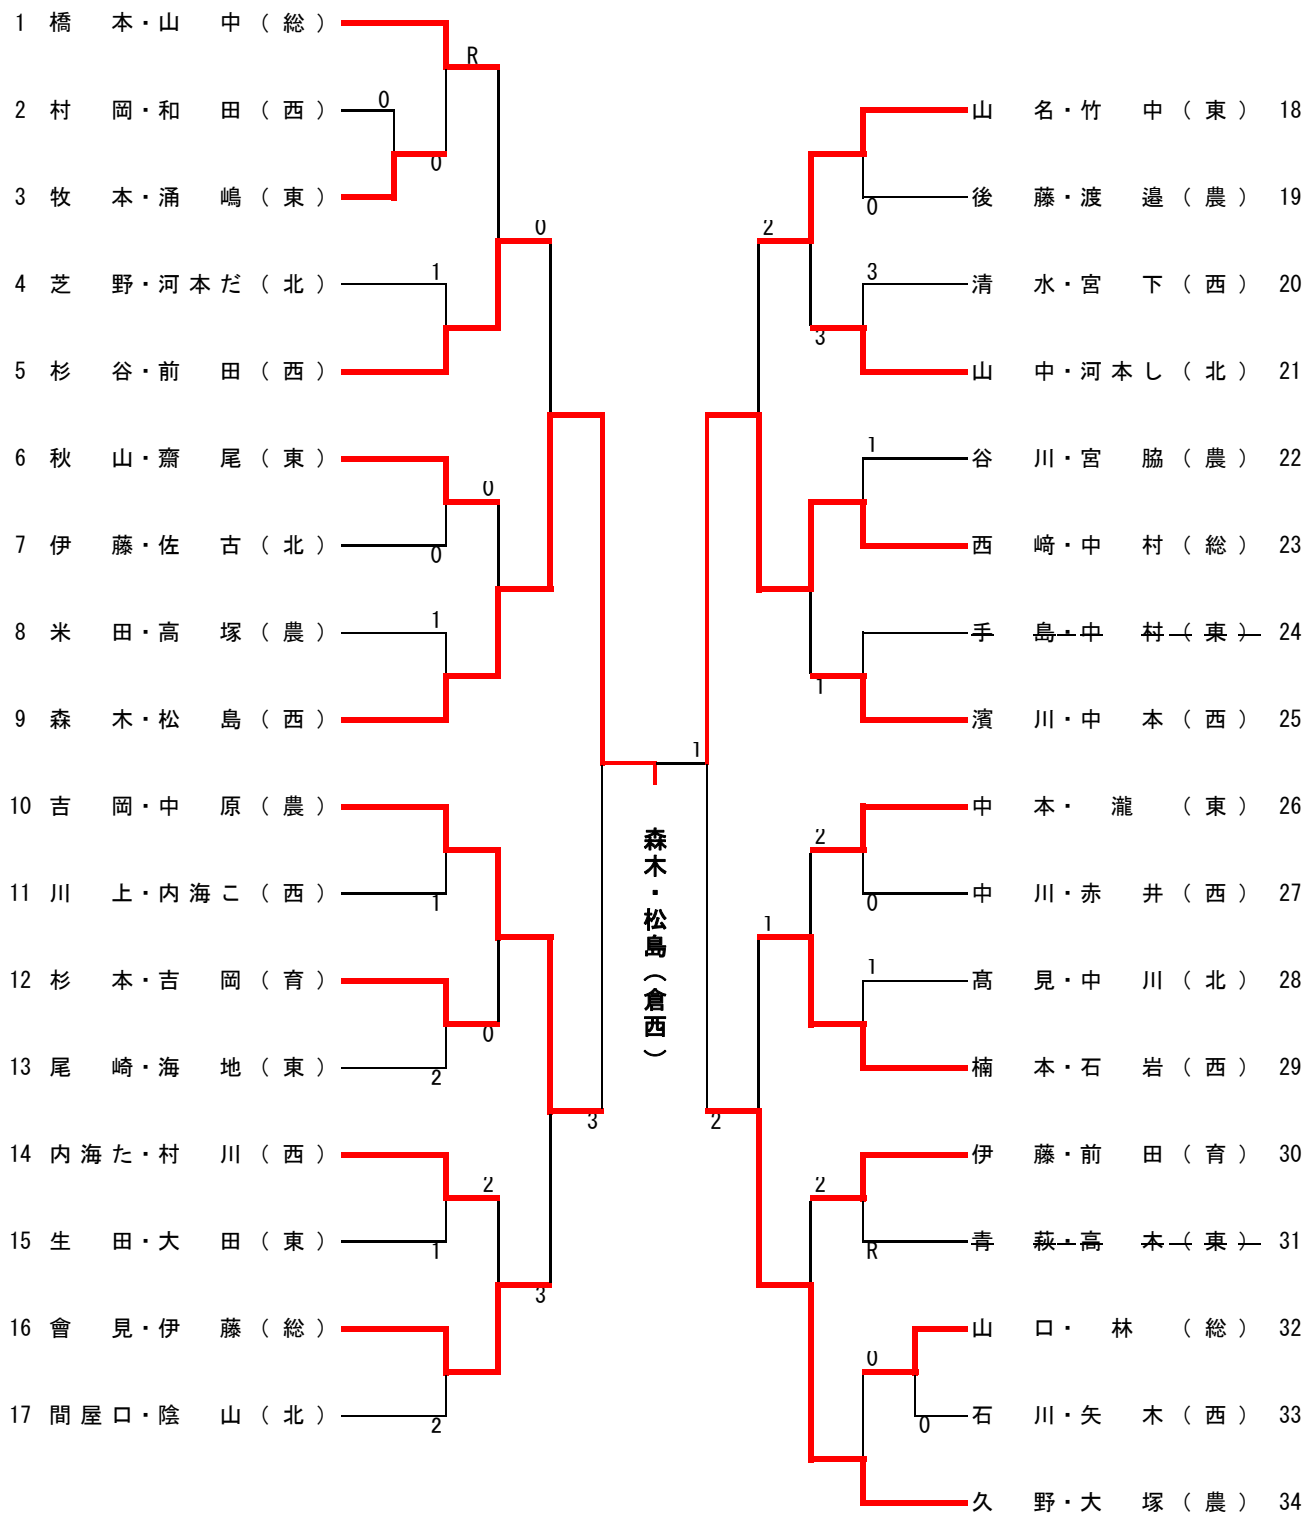 1 橋本・山中（総）
R
2 村岡・和田（西）
0
0
3 牧本・涌嶋（東）
0
4 芝野・河本だ（北）
1
5 杉谷・前田（西）
6 秋山・齋尾（東）
0
7 伊藤・佐古（北）
0
8 米田・高塚（農）
1
9 森木・松島（西）
10 吉岡・中原（農）
11 川上・内海こ（西）
1
12 杉本・吉岡（育）
0
13 尾崎・海地（東）
2
3
14 内海た・村川（西）
2
15 生田・大田（東）
1
3
16 會見・伊藤（総）
17 間屋口・陰山（北）
2
1
森木・松島（倉西）
山名・竹中（東） 18
後藤・渡邉（農） 19
0
2
清水・宮下（西） 20
3
3
山中・河本し（北） 21
谷川・宮脇（農） 22
1
西﨑・中村（総） 23
手島・中村（東） 24
1
濱川・中本（西） 25
中本・瀧（東） 26
2
中川・赤井（西） 27
0
1
髙見・中川（北） 28
1
楠本・石岩（西） 29
2
伊藤・前田（育） 30
2
青萩・高木（東） 31
R
山口・林（総） 32
0
石川・矢木（西） 33
0
久野・大塚（農） 34